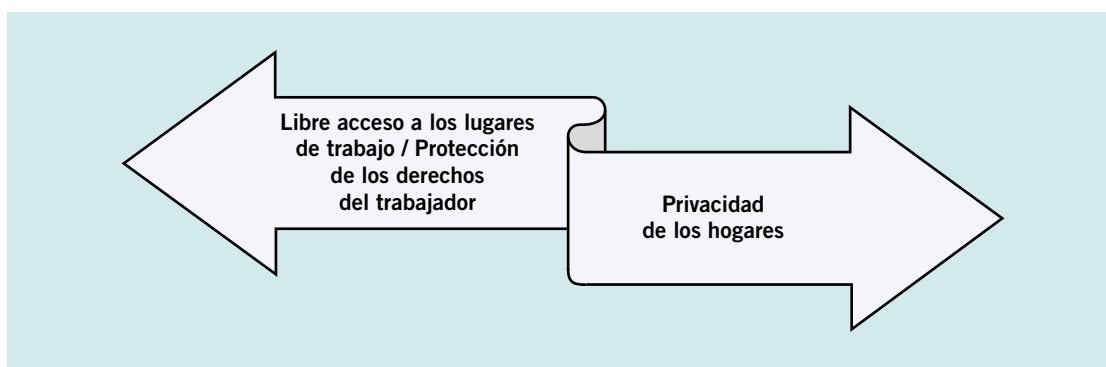 Libre acceso a los lugares
de trabajo / Protección
de los derechos
del trabajador
Privacidad
de los hogares